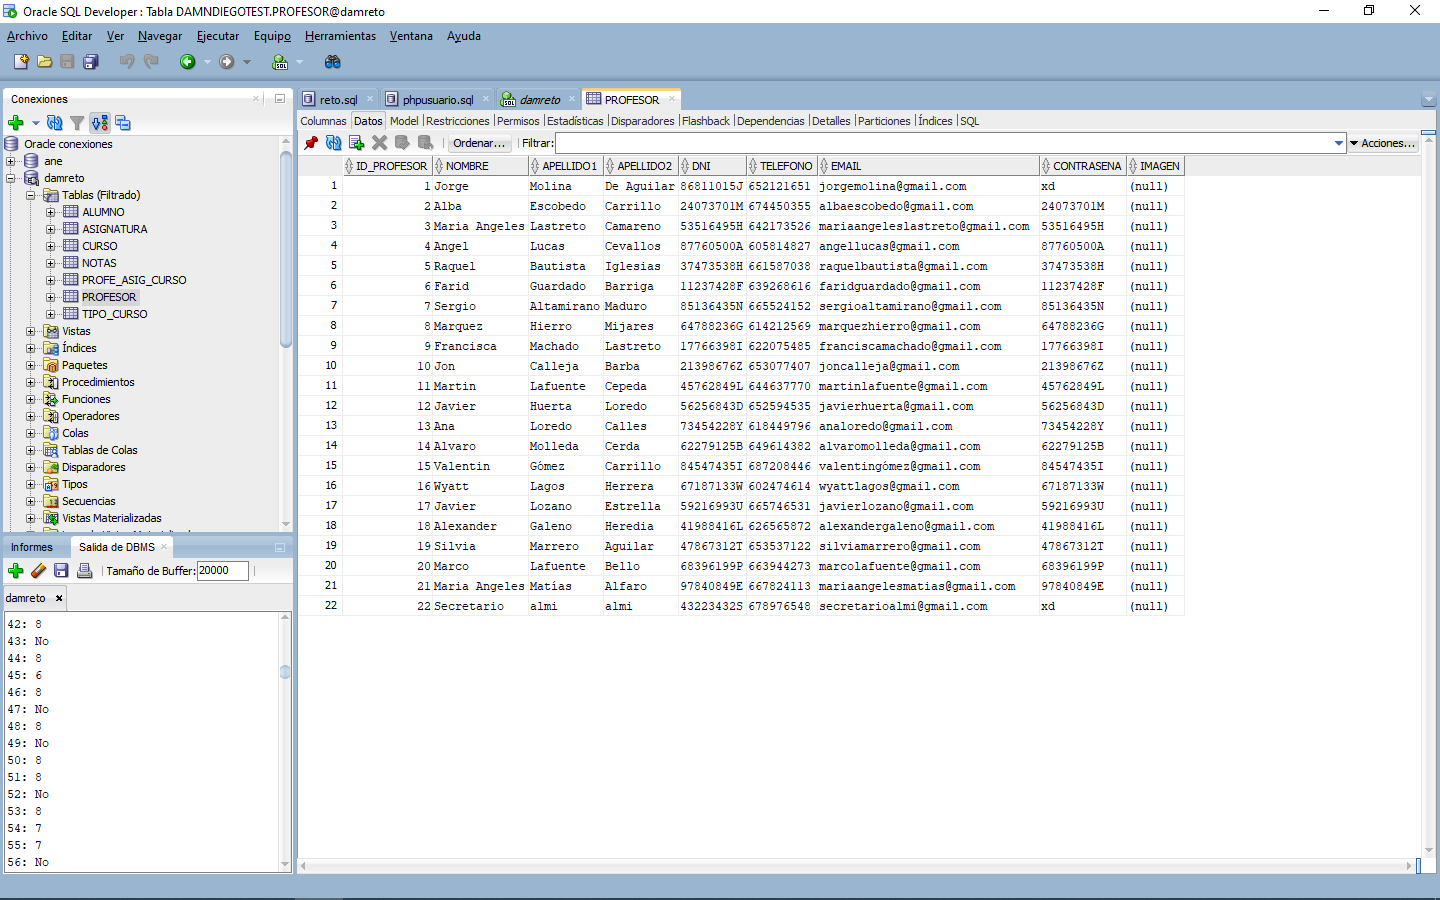 Oracle SQL Developer : Tabla DAMNDIEGOTEST.PROFESOR@damreto
Archivo Editar Ver Navegar Ejecutar Equipo Herramientas Ventana Ayuda
Conexiones
Oracle conexiones
ane
damreto
Tablas (Filtrado)
ALUMNO
ASIGNATURA
CURSO
NOTAS
PROFE_ASIG_CURSO
PROFESOR
TIPO_CURSO
Vistas
Índices
Paquetes
Procedimientos
Funciones
Operadores
Colas
Tablas de Colas
Disparadores
Tipos
Secuencias
Vistas Materializadas
Informes Salida de DBMS
Tamaño de Buffer: 20000
damreto
42: 8
43: No
44: 8
45: 6
46: 8
47: No
48: 8
49: No
50: 8
51: 8
52: No
53: 8
54: 7
55: 7
56: No
reto.sql phpusuario.sql damreto PROFESOR
Columnas Datos Model Restricciones Permisos Estadísticas Disparadores Flashback Dependencias Detalles Particiones Índices SQL
Ordenar... Filtrar: Acciones...
ID_PROFESOR NOMBRE APELLIDO1 APELLIDO2 DNI TELEFONO EMAIL CONTRASENA IMAGEN
1 1 Jorge Molina De Aguilar 86811015J 652121651 jorgemolina@gmail.com xd (null)
2 2 Alba Escobedo Carrillo 24073701M 674450355 albaescobedo@gmail.com 24073701M (null)
3 3 Maria Angeles Lastreto Camareno 53516495H 642173526 mariaangeleslastreto@gmail.com 53516495H (null)
4 4 Angel Lucas Cevallos 87760500A 605814827 angellucas@gmail.com 87760500A (null)
5 5 Raquel Bautista Iglesias 37473538H 661587038 raquelbautista@gmail.com 37473538H (null)
6 6 Farid Guardado Barriga 11237428F 639268616 faridguardado@gmail.com 11237428F (null)
7 7 Sergio Altamirano Maduro 85136435N 665524152 sergioaltamirano@gmail.com 85136435N (null)
8 8 Marquez Hierro Mijares 64788236G 614212569 marquezhierro@gmail.com 64788236G (null)
9 9 Francisca Machado Lastreto 17766398I 622075485 franciscamachado@gmail.com 17766398I (null)
10 10 Jon Calleja Barba 21398676Z 653077407 joncalleja@gmail.com 21398676Z (null)
11 11 Martin Lafuente Cepeda 45762849L 644637770 martinlafuente@gmail.com 45762849L (null)
12 12 Javier Huerta Loredo 56256843D 652594535 javierhuerta@gmail.com 56256843D (null)
13 13 Ana Loredo Calles 73454228Y 618449796 analoredo@gmail.com 73454228Y (null)
14 14 Alvaro Molleda Cerda 62279125B 649614382 alvaromolleda@gmail.com 62279125B (null)
15 15 Valentin Gómez Carrillo 84547435I 687208446 valentingómez@gmail.com 84547435I (null)
16 16 Wyatt Lagos Herrera 67187133W 602474614 wyattlagos@gmail.com 67187133W (null)
17 17 Javier Lozano Estrella 59216993U 665746531 javierlozano@gmail.com 59216993U (null)
18 18 Alexander Galeno Heredia 41988416L 626565872 alexandergaleno@gmail.com 41988416L (null)
19 19 Silvia Marrero Aguilar 47867312T 653537122 silviamarrero@gmail.com 47867312T (null)
20 20 Marco Lafuente Bello 68396199P 663944273 marcolafuente@gmail.com 68396199P (null)
21 21 Maria Angeles Matías Alfaro 97840849E 667824113 mariaangelesmatias@gmail.com 97840849E (null)
22 22 Secretario almi almi 43223432S 678976548 secretarioalmi@gmail.com xd (null)